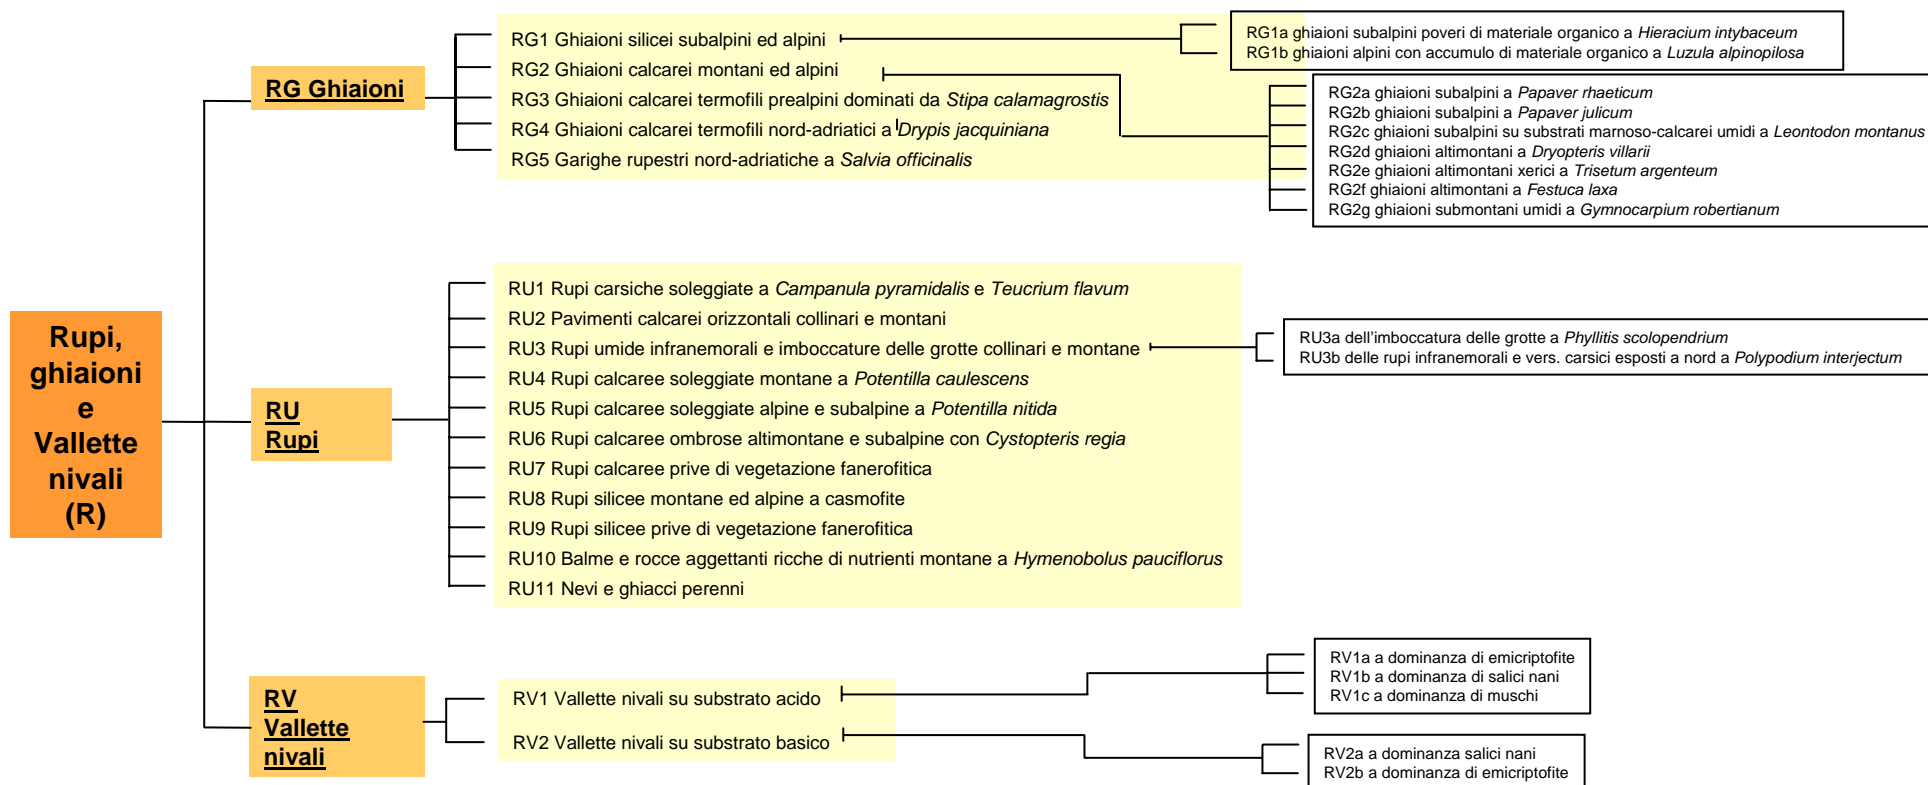 Rupi,
ghiaioni
e
Vallette
nivali
(R)
RG Ghiaioni
RG1 Ghiaioni silicei subalpini ed alpini
RG2 Ghiaioni calcarei montani ed alpini
RG3 Ghiaioni calcarei termofili prealpini dominati da Stipa calamagrostis
RG4 Ghiaioni calcarei termofili nord-adriatici a Drypis jacquiniana
RG5 Garighe rupestri nord-adriatiche a Salvia officinalis
RG1a ghiaioni subalpini poveri di materiale organico a Hieracium intybaceum
RG1b ghiaioni alpini con accumulo di materiale organico a Luzula alpinopilosa
RG2a ghiaioni subalpini a Papaver rhaeticum
RG2b ghiaioni subalpini a Papaver julicum
RG2c ghiaioni subalpini su substrati marnoso-calcarei umidi a Leontodon montanus
RG2d ghiaioni altimontani a Dryopteris villarii
RG2e ghiaioni altimontani xerici a Trisetum argenteum
RG2f ghiaioni altimontani a Festuca laxa
RG2g ghiaioni submontani umidi a Gymnocarpium robertianum
RU
Rupi
RU1 Rupi carsiche soleggiate a Campanula pyramidalis e Teucrium flavum
RU2 Pavimenti calcarei orizzontali collinari e montani
RU3 Rupi umide infranemorali e imboccature delle grotte collinari e montane
RU4 Rupi calcaree soleggiate montane a Potentilla caulescens
RU5 Rupi calcaree soleggiate alpine e subalpine a Potentilla nitida
RU6 Rupi calcaree ombrose altimontane e subalpine con Cystopteris regia
RU7 Rupi calcaree prive di vegetazione fanerofitica
RU8 Rupi silicee montane ed alpine a casmofite
RU9 Rupi silicee prive di vegetazione fanerofitica
RU10 Balme e rocce aggettanti ricche di nutrienti montane a Hymenobolus pauciflorus
RU11 Nevi e ghiacci perenni
RU3a dell'imboccatura delle grotte a Phyllitis scolopendrium
RU3b delle rupi infranemorali e vers. carsici esposti a nord a Polypodium interjectum
RV
Vallette
nivali
RV1 Vallette nivali su substrato acido
RV2 Vallette nivali su substrato basico
RV1a a dominanza di emicriptofite
RV1b a dominanza di salici nani
RV1c a dominanza di muschi
RV2a a dominanza salici nani
RV2b a dominanza di emicriptofite